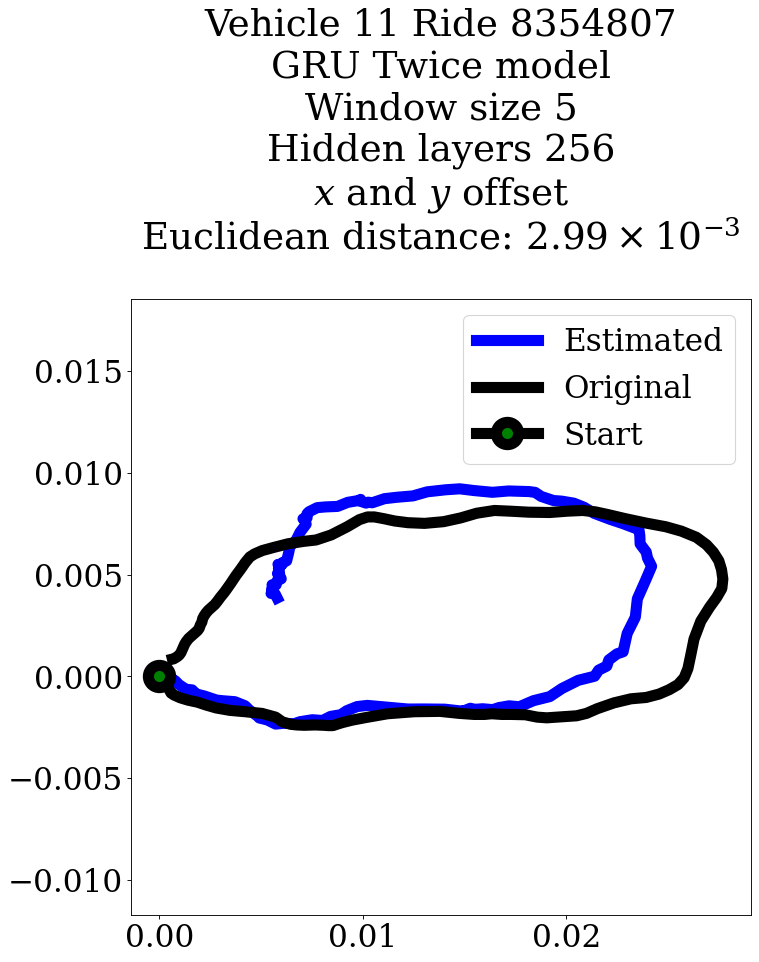 Vehicle 11 Ride 8354807
GRU Twice model
Window size 5
Hidden layers 256
x and y offset
Euclidean distance: 2.99 × 10⁻³
Estimated
Original
Start
0.015
0.010
0.005
0.000
−0.005
−0.010
0.00 0.01 0.02